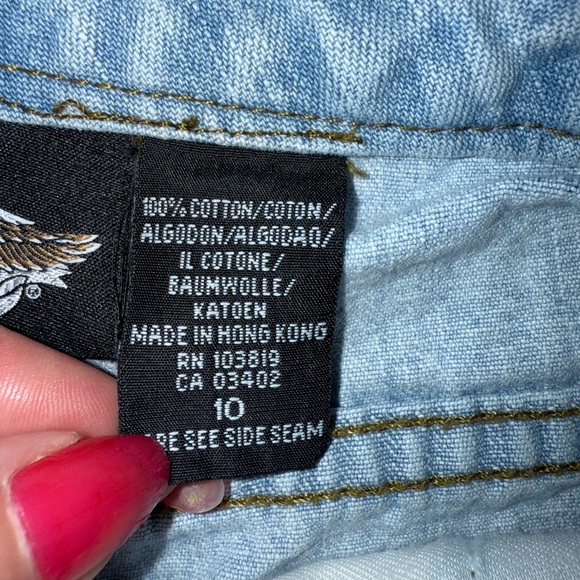 100% COTTON/COTON/
ALGODON/ALGODAO/
IL COTONE/
BAUMWOLLE/
KATOEN
MADE IN HONG KONG
RN 103819
CA 03402
10
ARE SEE SIDE SEAM
®